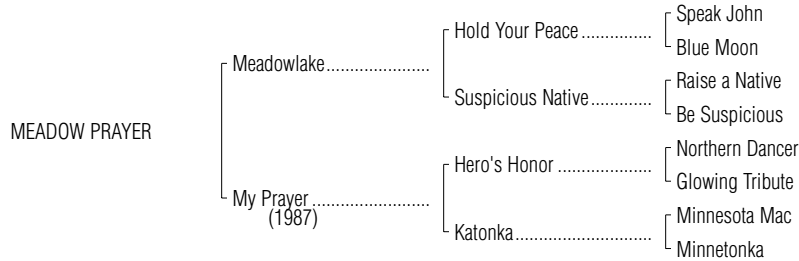 Speak John
Hold Your Peace ..............
Blue Moon
Meadowlake.....................
Raise a Native
Suspicious Native............
Be Suspicious
MEADOW PRAYER
Northern Dancer
Hero's Honor ...................
Glowing Tribute
My Prayer ........................
(1987)
Minnesota Mac
Katonka............................
Minnetonka